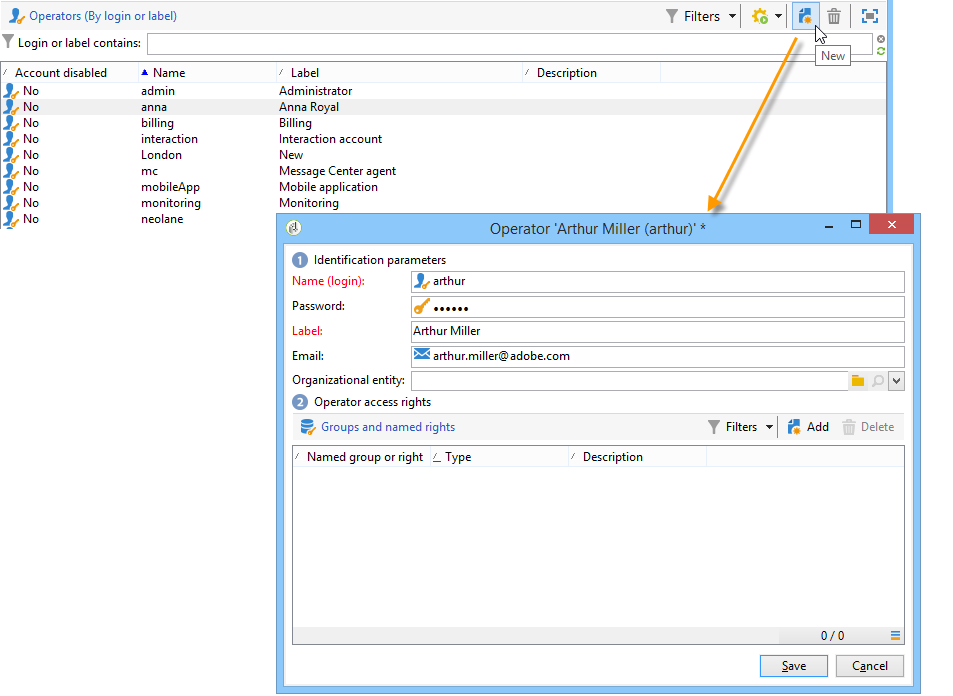 Operators (By login or label)
Filters
Login or label contains:
New
Account disabled Name Label Description
No admin Administrator
No anna Anna Royal
No billing Billing
No interaction Interaction account
No London New
No mc Message Center agent
No mobileApp Mobile application
No monitoring Monitoring
No neolane
Operator 'Arthur Miller (arthur)' *
1 Identification parameters
Name (login): arthur
Password: ••••••
Label: Arthur Miller
Email: arthur.miller@adobe.com
Organizational entity:
2 Operator access rights
Groups and named rights Filters Add Delete
Named group or right Type Description
0 / 0
Save Cancel